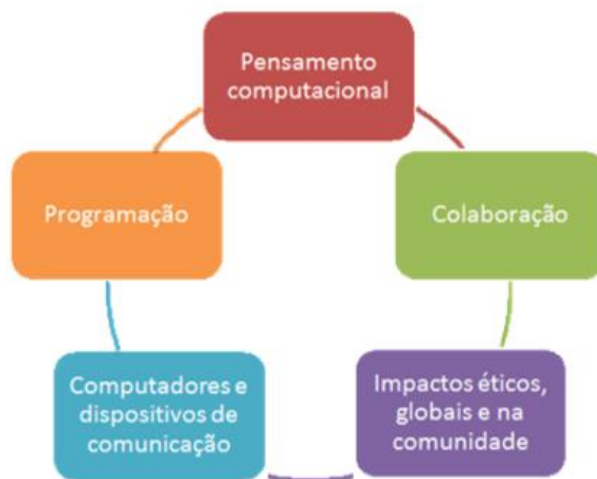 Pensamento
computacional
Programação
Colaboração
Computadores e
dispositivos de
comunicação
Impactos éticos,
globais e na
comunidade